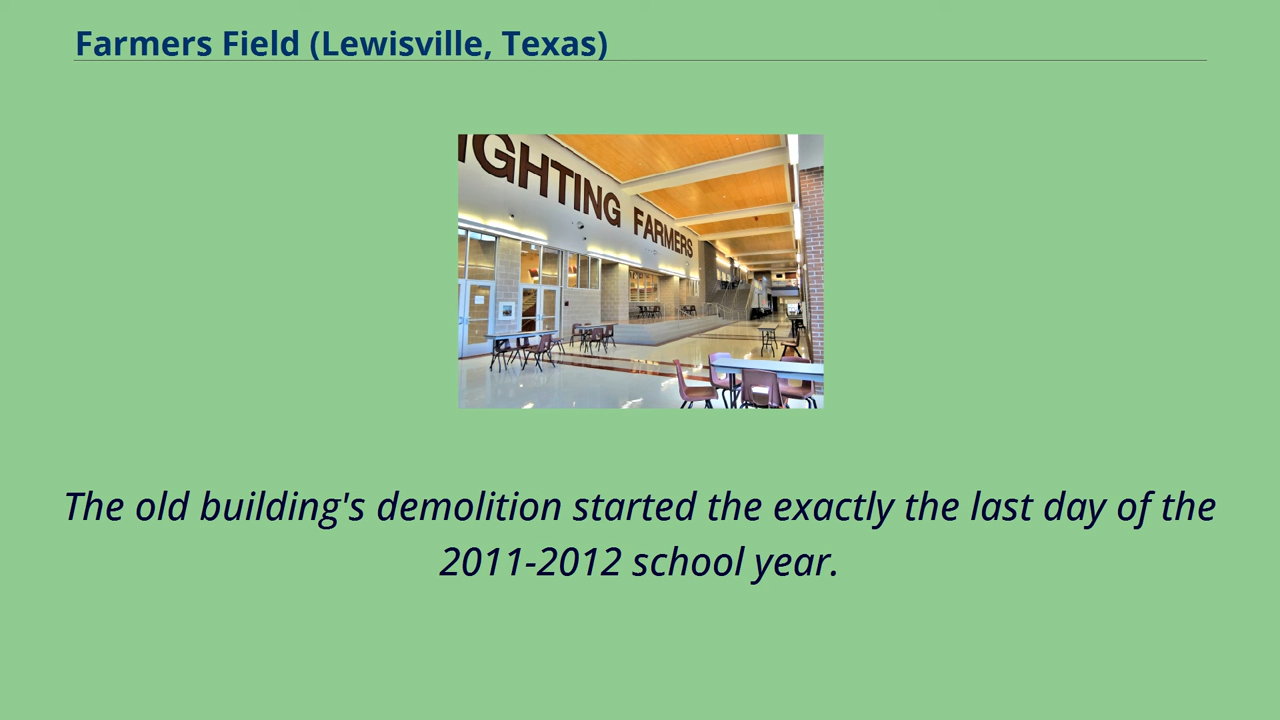 Farmers Field (Lewisville, Texas)
IGHTING FARMERS
The old building's demolition started the exactly the last day of the
2011-2012 school year.